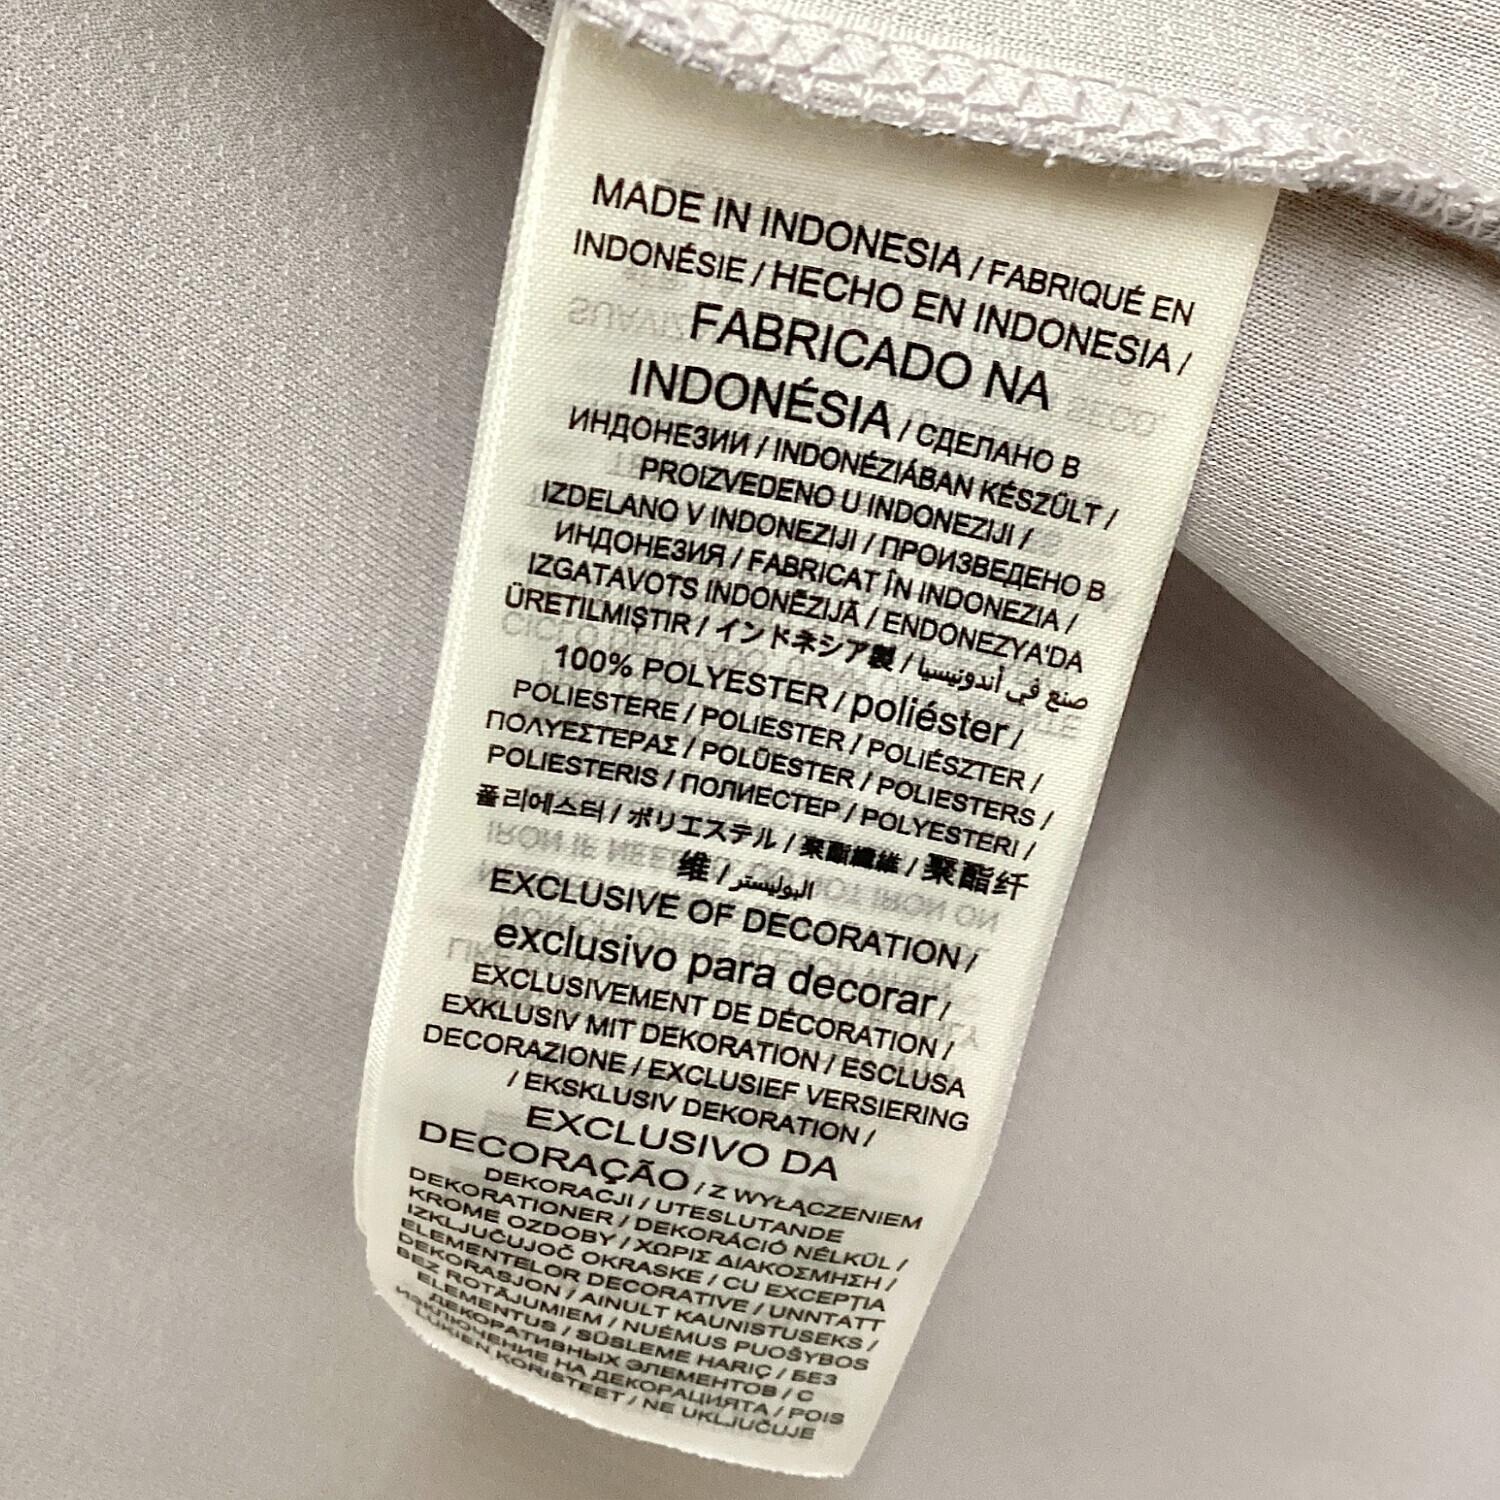 MADE IN INDONESIA / FABRIQUÉ EN
INDONÉSIE / HECHO EN INDONESIA /
FABRICADO NA
INDONÉSIA / СДЕЛАНО В
ИНДОНЕЗИИ / INDONÉZIÁBAN KÉSZÜLT /
PROIZVEDENO U INDONEZIJI /
IZDELANO V INDONEZIJI / ПРОИЗВЕДЕНО В
ИНДОНЕЗИЯ / FABRICAT ÎN INDONEZIA /
IZGATAVOTS INDONĒZIJĀ / ENDONEZYA'DA
ÜRETILMIŞTIR / インドネシア製 / صنع في أندونيسيا
100% POLYESTER / poliéster /
POLIESTERE / POLIESTER / POLIÉSZTER /
ΠΟΛΥΕΣΤΕΡΑΣ / POLÜESTER / POLIESTERS /
POLIESTERIS / ПОЛИЕСТЕР / POLYESTERI /
폴리에스터 / ポリエステル / 聚酯纖維 / 聚酯纤
维 / البوليستر
EXCLUSIVE OF DECORATION /
exclusivo para decorar /
EXCLUSIVEMENT DE DÉCORATION /
EXKLUSIV MIT DEKORATION / ESCLUSA
DECORAZIONE / EXCLUSIEF VERSIERING
/ EKSKLUSIV DEKORATION /
EXCLUSIVO DA
DECORAÇÃO / Z WYŁĄCZENIEM
DEKORACJI / UTESLUTANDE
DEKORATIONER / DEKORÁCIÓ NÉLKÜL /
KROME OZDOBY / ΧΩΡΙΣ ΔΙΑΚΟΣΜΗΣΗ /
IZKLJUČUJOČ OKRASKE / CU EXCEPȚIA
ELEMENTELOR DECORATIVE / UNNTATT
DEKORASJON / AINULT KAUNISTUSEKS /
BEZ ROTĀJUMIEM / NUĖMUS PUOŠYBOS
ELEMENTUS / SÜSLEME HARIÇ / БЕЗ
ДЕКОРАТИВНЫХ ЭЛЕМЕНТОВ / С
ИЗКЛЮЧЕНИЕ НА ДЕКОРАЦИЯТА / POIS
LUKIEN KORISTEET / NE UKLJUČUJE